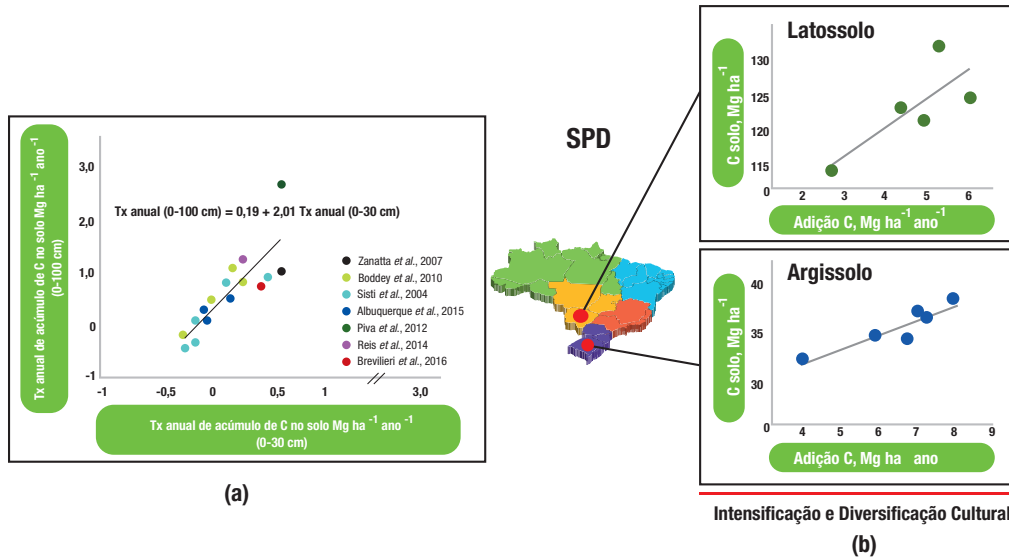 Tx anual de acúmulo de C no solo Mg ha⁻¹ ano⁻¹
(0-100 cm)
3,0
2,0
1,0
0
-1
Tx anual (0-100 cm) = 0,19 + 2,01 Tx anual (0-30 cm)
Zanatta et al., 2007
Boddey et al., 2010
Sisti et al., 2004
Albuquerque et al., 2015
Piva et al., 2012
Reis et al., 2014
Brevilieri et al., 2016
-1 -0,5 0 0,5 1 3,0
Tx anual de acúmulo de C no solo Mg ha⁻¹ ano⁻¹
(0-30 cm)
(a)
SPD
Latossolo
C solo, Mg ha⁻¹
130
125
120
115
0
2 3 4 5 6
Adição C, Mg ha⁻¹ ano⁻¹
Argissolo
C solo, Mg ha⁻¹
40
35
30
0
4 5 6 7 8 9
Adição C, Mg ha ano
Intensificação e Diversificação Cultural
(b)